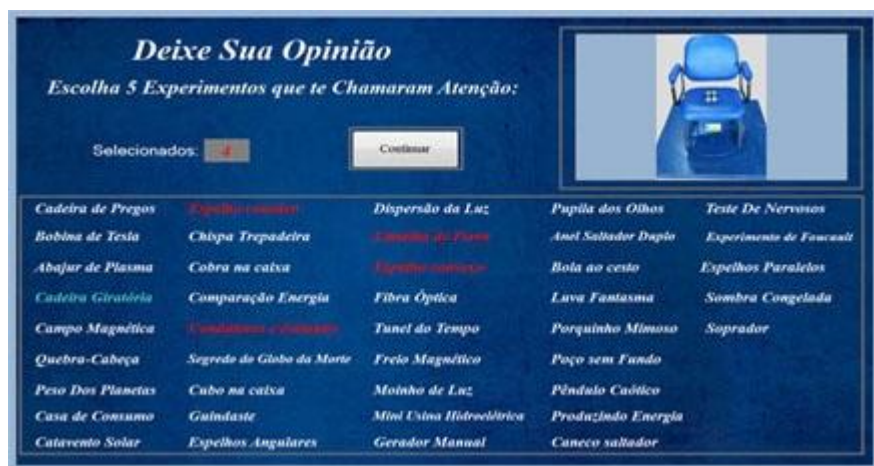 Deixe Sua Opinião
Escolha 5 Experimentos que te Chamaram Atenção:
Selecionados: 4
Continuar
Cadeira de Pregos
Bobina de Tesla
Abajur de Plasma
Cadeira Giratória
Campo Magnética
Quebra-Cabeça
Peso Dos Planetas
Casa de Consumo
Catavento Solar
Espelho
Chispa Trepadeira
Cobra na caixa
Comparação Energia
Condutores e
Segredo do Globo da Morte
Cubo na caixa
Guindaste
Espelhos Angulares
Dispersão da Luz
Espelho
Fibra Óptica
Tunel do Tempo
Freio Magnético
Moinho de Luz
Mini Usina Hidroelétrica
Gerador Manual
Pupila dos Olhos
Anel Saltador Duplo
Bola ao cesto
Luva Fantasma
Porquinho Mimoso
Poço sem Fundo
Pêndulo Caótico
Produzindo Energia
Caneco saltador
Teste De Nervosos
Experimento de Foucault
Espelhos Paralelos
Sombra Congelada
Soprador